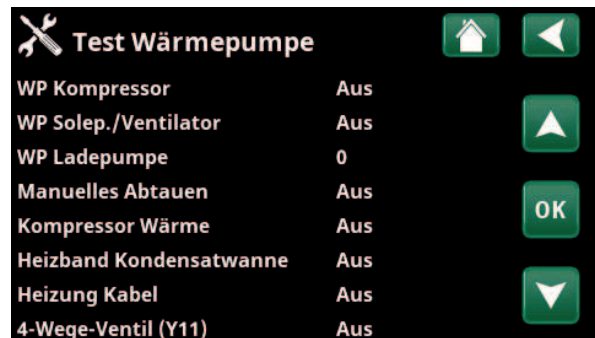 Test Wärmepumpe
WP Kompressor Aus
WP Solep./Ventilator Aus
WP Ladepumpe 0
Manuelles Abtauen Aus
OK
Kompressor Wärme Aus
Heizband Kondensatwanne Aus
Heizung Kabel Aus
4-Wege-Ventil (Y11) Aus